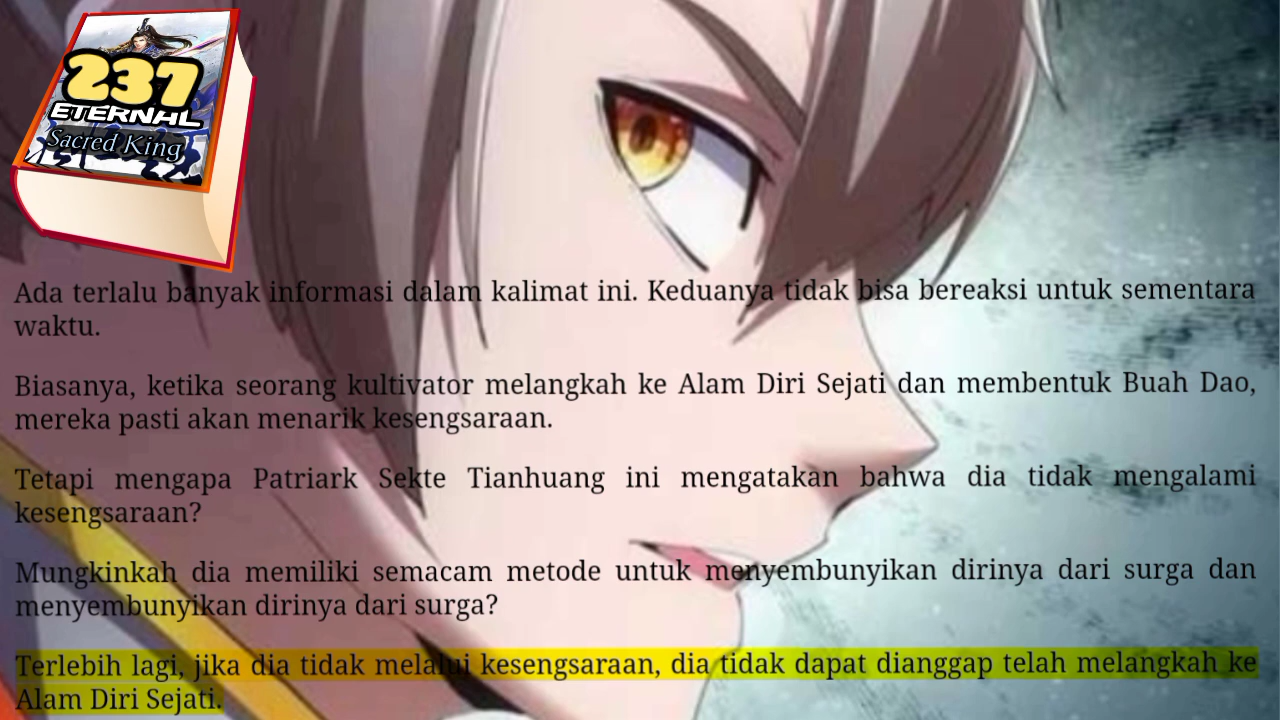 237
ETERNAL
Sacred King
Ada terlalu banyak informasi dalam kalimat ini. Keduanya tidak bisa bereaksi untuk sementara
waktu.
Biasanya, ketika seorang kultivator melangkah ke Alam Diri Sejati dan membentuk Buah Dao,
mereka pasti akan menarik kesengsaraan.
Tetapi mengapa Patriark Sekte Tianhuang ini mengatakan bahwa dia tidak mengalami
kesengsaraan?
Mungkinkah dia memiliki semacam metode untuk menyembunyikan dirinya dari surga dan
menyembunyikan dirinya dari surga?
Terlebih lagi, jika dia tidak melalui kesengsaraan, dia tidak dapat dianggap telah melangkah ke
Alam Diri Sejati.